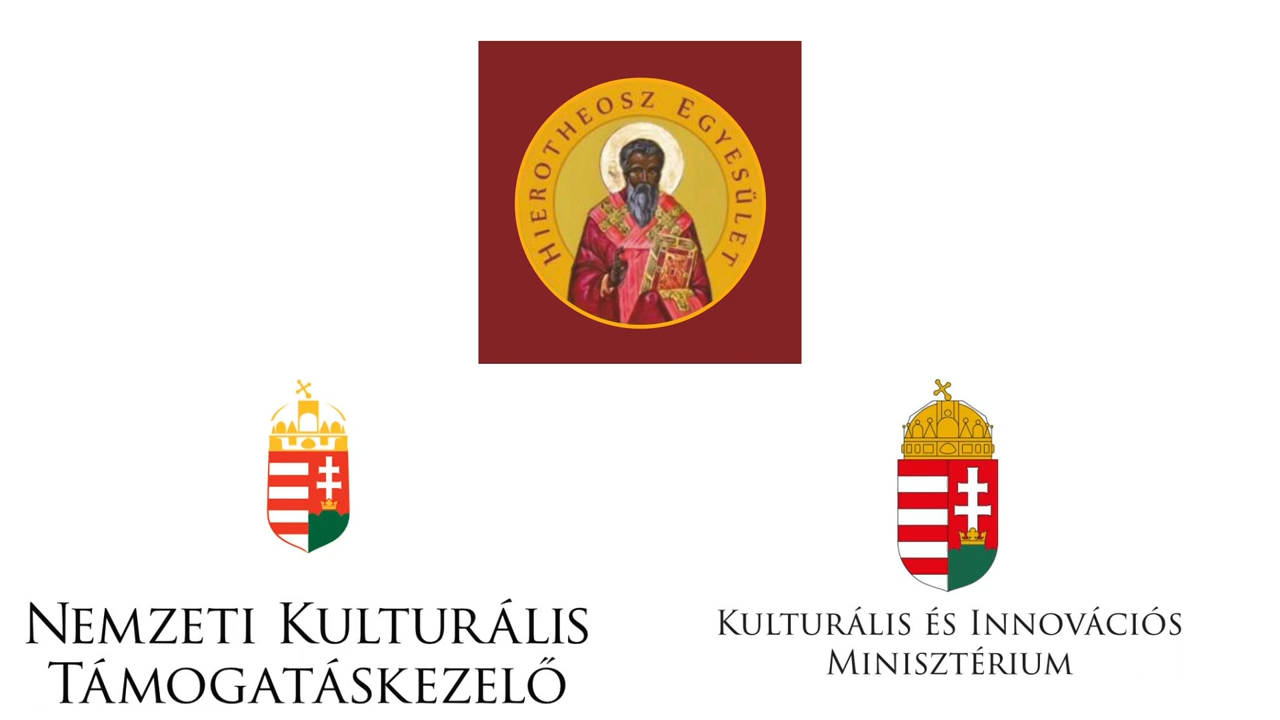 HIEROTHEOSZ EGYESÜLET
NEMZETI KULTURÁLIS
TÁMOGATÁSKEZELŐ
KULTURÁLIS ÉS INNOVÁCIÓS
MINISZTÉRIUM